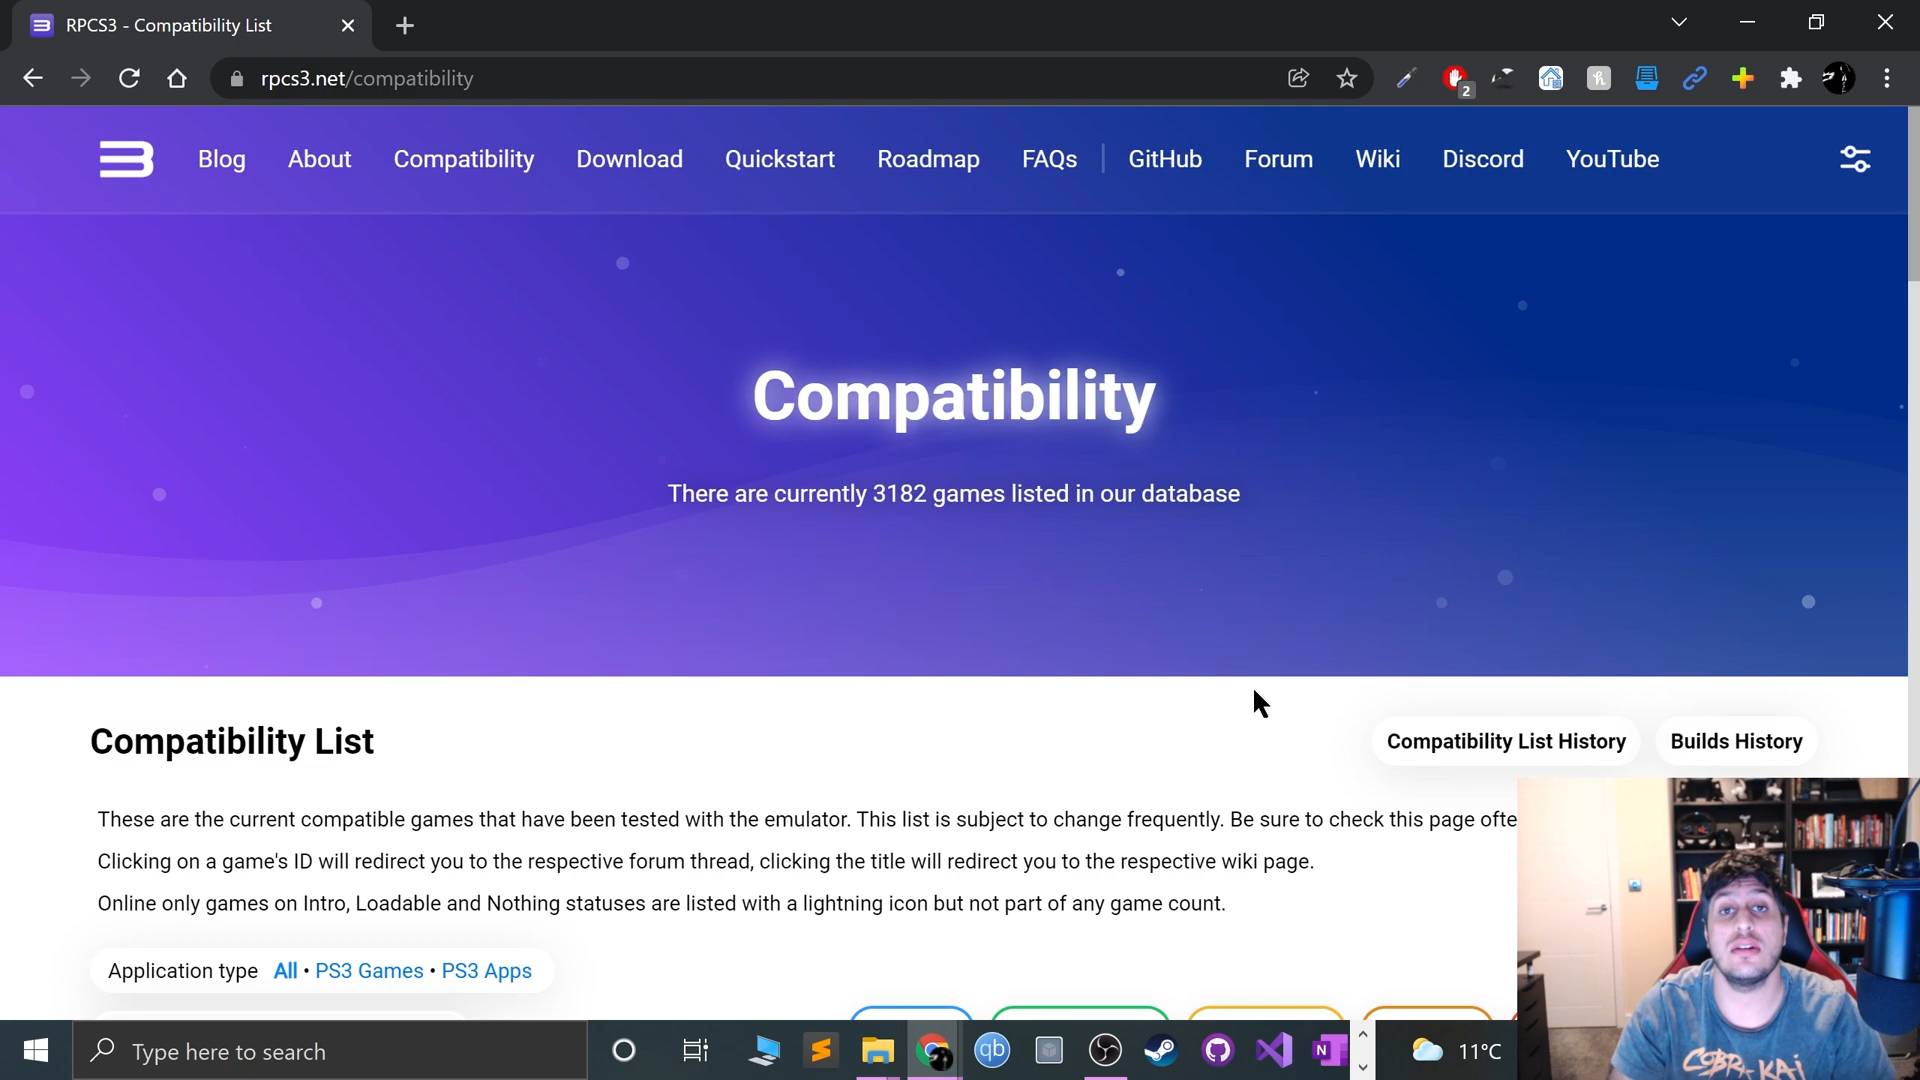 RPCS3 - Compatibility List
rpcs3.net/compatibility
2
Blog About Compatibility Download Quickstart Roadmap FAQs GitHub Forum Wiki Discord YouTube
Compatibility
There are currently 3182 games listed in our database
Compatibility List
Compatibility List History
Builds History
These are the current compatible games that have been tested with the emulator. This list is subject to change frequently. Be sure to check this page ofte
Clicking on a game's ID will redirect you to the respective forum thread, clicking the title will redirect you to the respective wiki page.
Online only games on Intro, Loadable and Nothing statuses are listed with a lightning icon but not part of any game count.
Application type All • PS3 Games • PS3 Apps
COBRA KAI
Type here to search
qb
N
11°C